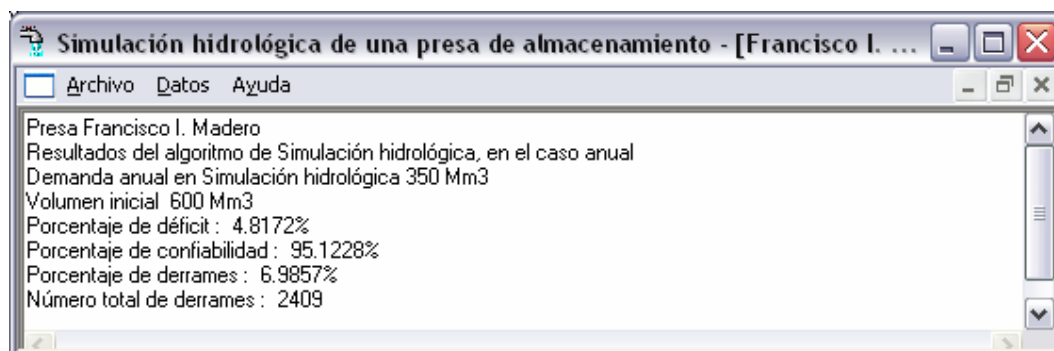 Simulación hidrológica de una presa de almacenamiento - [Francisco I. ...
Archivo Datos Ayuda
Presa Francisco I. Madero
Resultados del algoritmo de Simulación hidrológica, en el caso anual
Demanda anual en Simulación hidrológica 350 Mm3
Volumen inicial 600 Mm3
Porcentaje de déficit : 4.8172%
Porcentaje de confiabilidad : 95.1228%
Porcentaje de derrames : 6.9857%
Número total de derrames : 2409